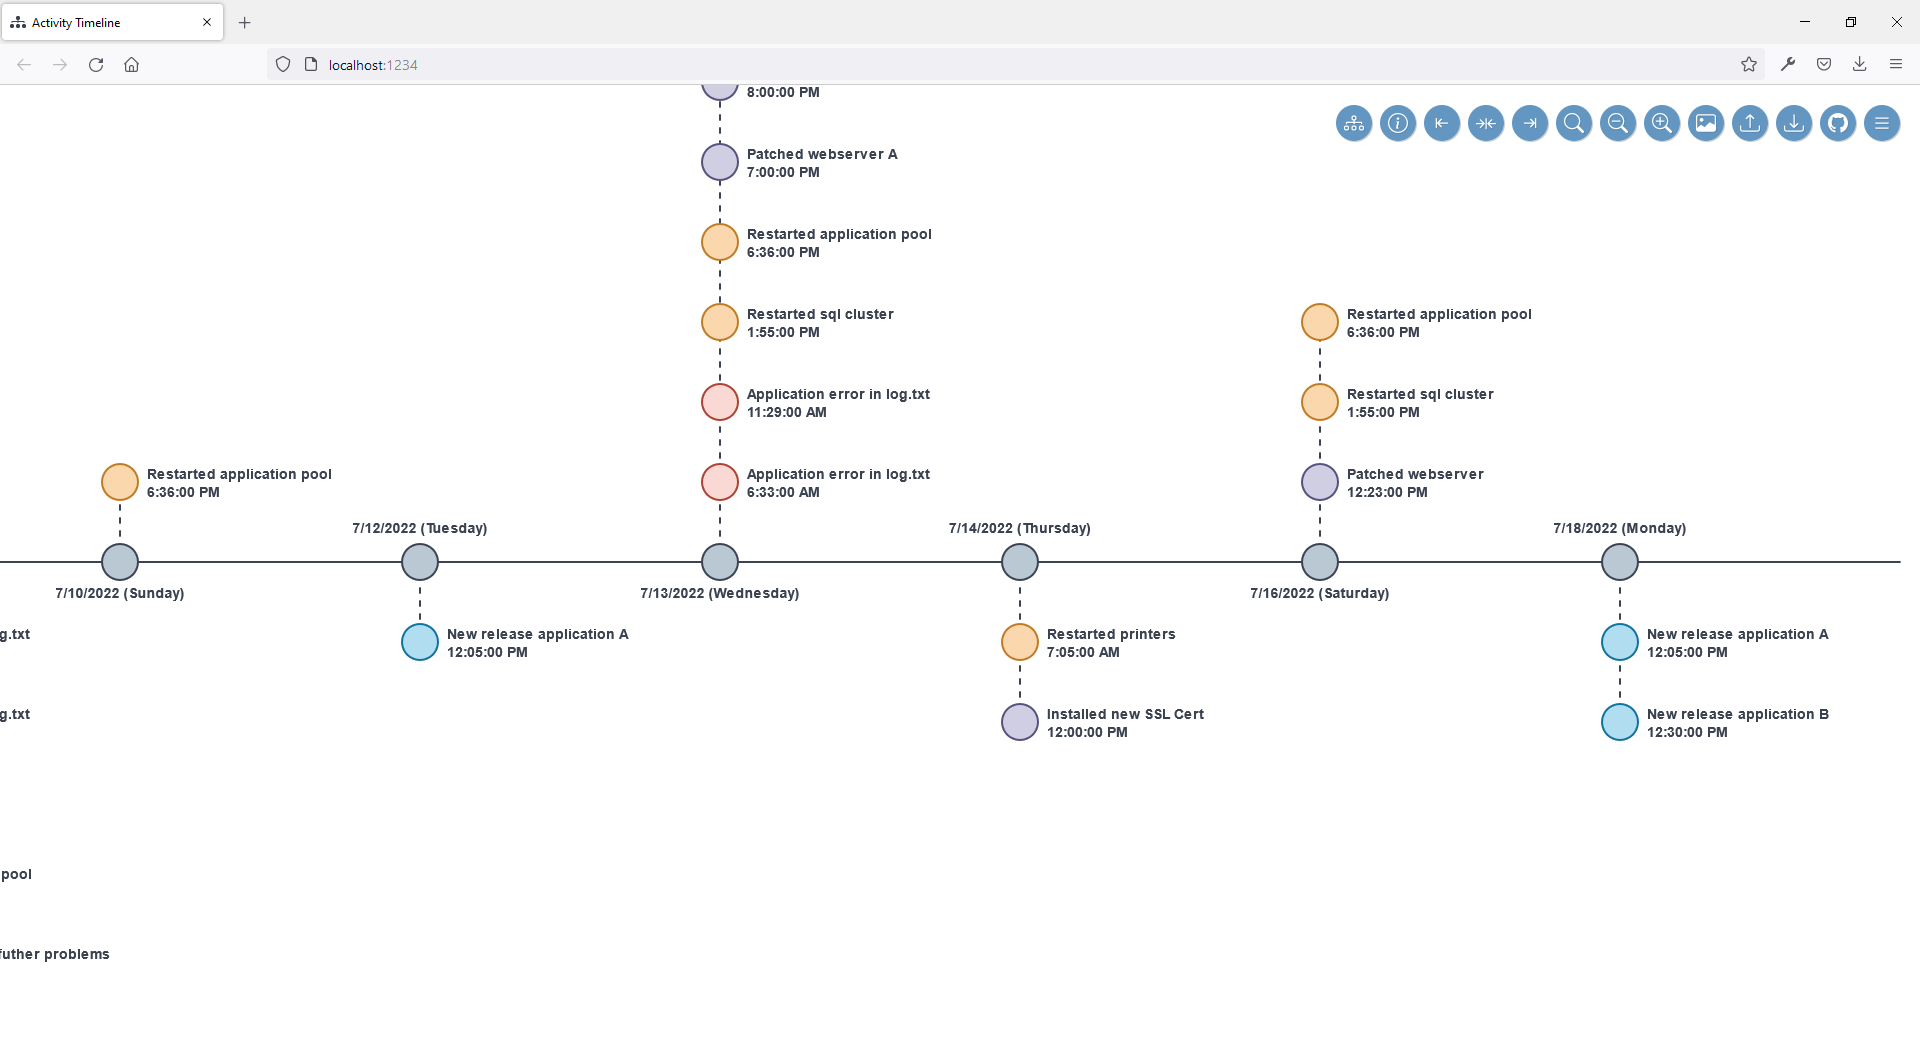 Activity Timeline
localhost:1234
8:00:00 PM
Patched webserver A
7:00:00 PM
Restarted application pool
6:36:00 PM
Restarted sql cluster
1:55:00 PM
Restarted application pool
6:36:00 PM
Application error in log.txt
11:29:00 AM
Restarted sql cluster
1:55:00 PM
Restarted application pool
6:36:00 PM
Application error in log.txt
6:33:00 AM
Patched webserver
12:23:00 PM
7/12/2022 (Tuesday)
7/14/2022 (Thursday)
7/18/2022 (Monday)
7/10/2022 (Sunday)
7/13/2022 (Wednesday)
7/16/2022 (Saturday)
g.txt
New release application A
12:05:00 PM
Restarted printers
7:05:00 AM
New release application A
12:05:00 PM
g.txt
Installed new SSL Cert
12:00:00 PM
New release application B
12:30:00 PM
pool
futher problems